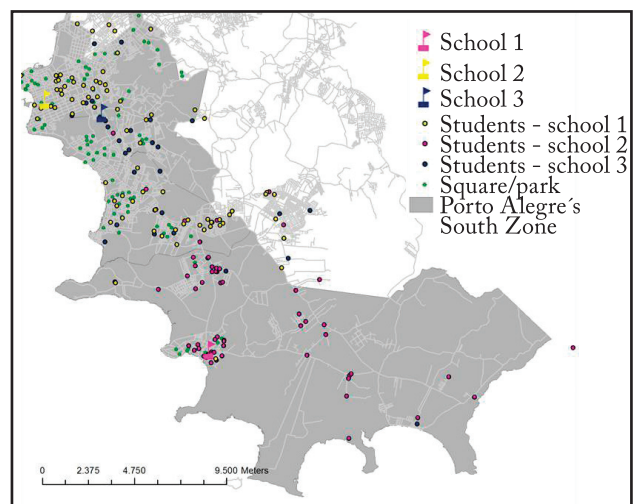 School 1
School 2
School 3
Students - school 1
Students - school 2
Students - school 3
Square/park
Porto Alegre´s
South Zone
0 2.375 4.750 9.500 Meters